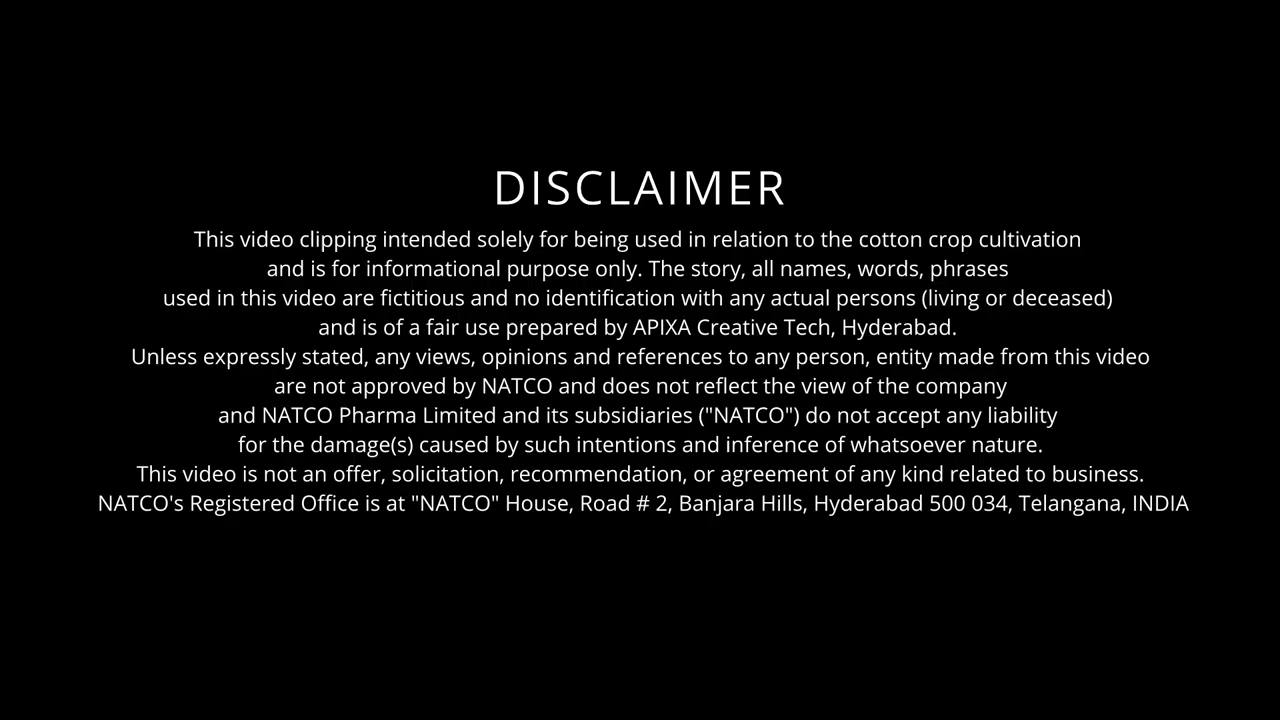 DISCLAIMER
This video clipping intended solely for being used in relation to the cotton crop cultivation
and is for informational purpose only. The story, all names, words, phrases
used in this video are fictitious and no identification with any actual persons (living or deceased)
and is of a fair use prepared by APIXA Creative Tech, Hyderabad.
Unless expressly stated, any views, opinions and references to any person, entity made from this video
are not approved by NATCO and does not reflect the view of the company
and NATCO Pharma Limited and its subsidiaries ("NATCO") do not accept any liability
for the damage(s) caused by such intentions and inference of whatsoever nature.
This video is not an offer, solicitation, recommendation, or agreement of any kind related to business.
NATCO's Registered Office is at "NATCO" House, Road # 2, Banjara Hills, Hyderabad 500 034, Telangana, INDIA